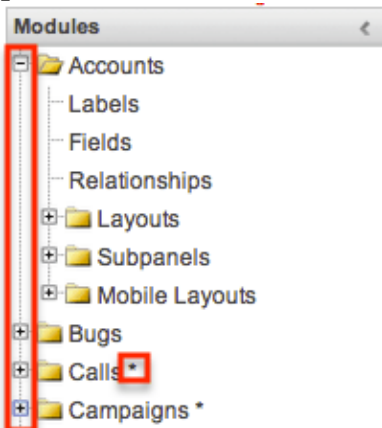 Modules
Accounts
Labels
Fields
Relationships
Layouts
Subpanels
Mobile Layouts
Bugs
Calls *
Campaigns *